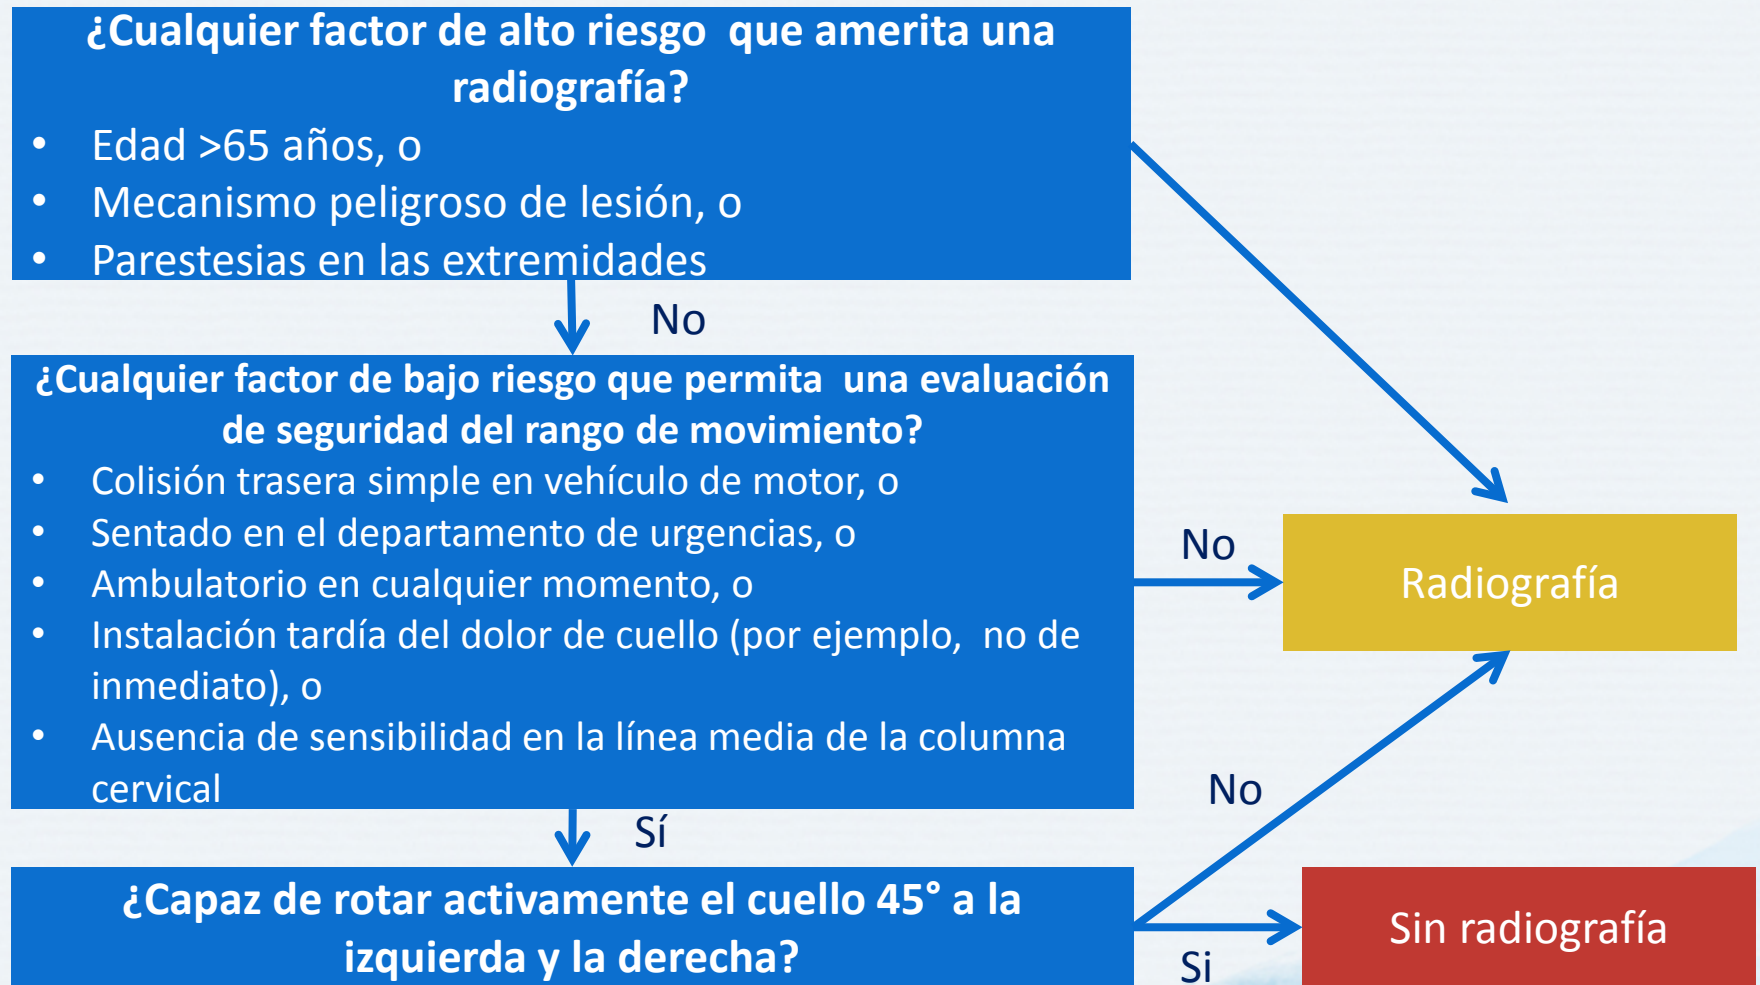 ¿Cualquier factor de alto riesgo  que amerita una
radiografía?
• Edad >65 años, o
• Mecanismo peligroso de lesión, o
• Parestesias en las extremidades
No
¿Cualquier factor de bajo riesgo que permita  una evaluación
de seguridad del rango de movimiento?
• Colisión trasera simple en vehículo de motor, o
• Sentado en el departamento de urgencias, o
• Ambulatorio en cualquier momento, o
• Instalación tardía del dolor de cuello (por ejemplo,  no de
inmediato), o
• Ausencia de sensibilidad en la línea media de la columna
cervical
No
Radiografía
No
Sí
¿Capaz de rotar activamente el cuello 45° a la
izquierda y la derecha?
Si
Sin radiografía